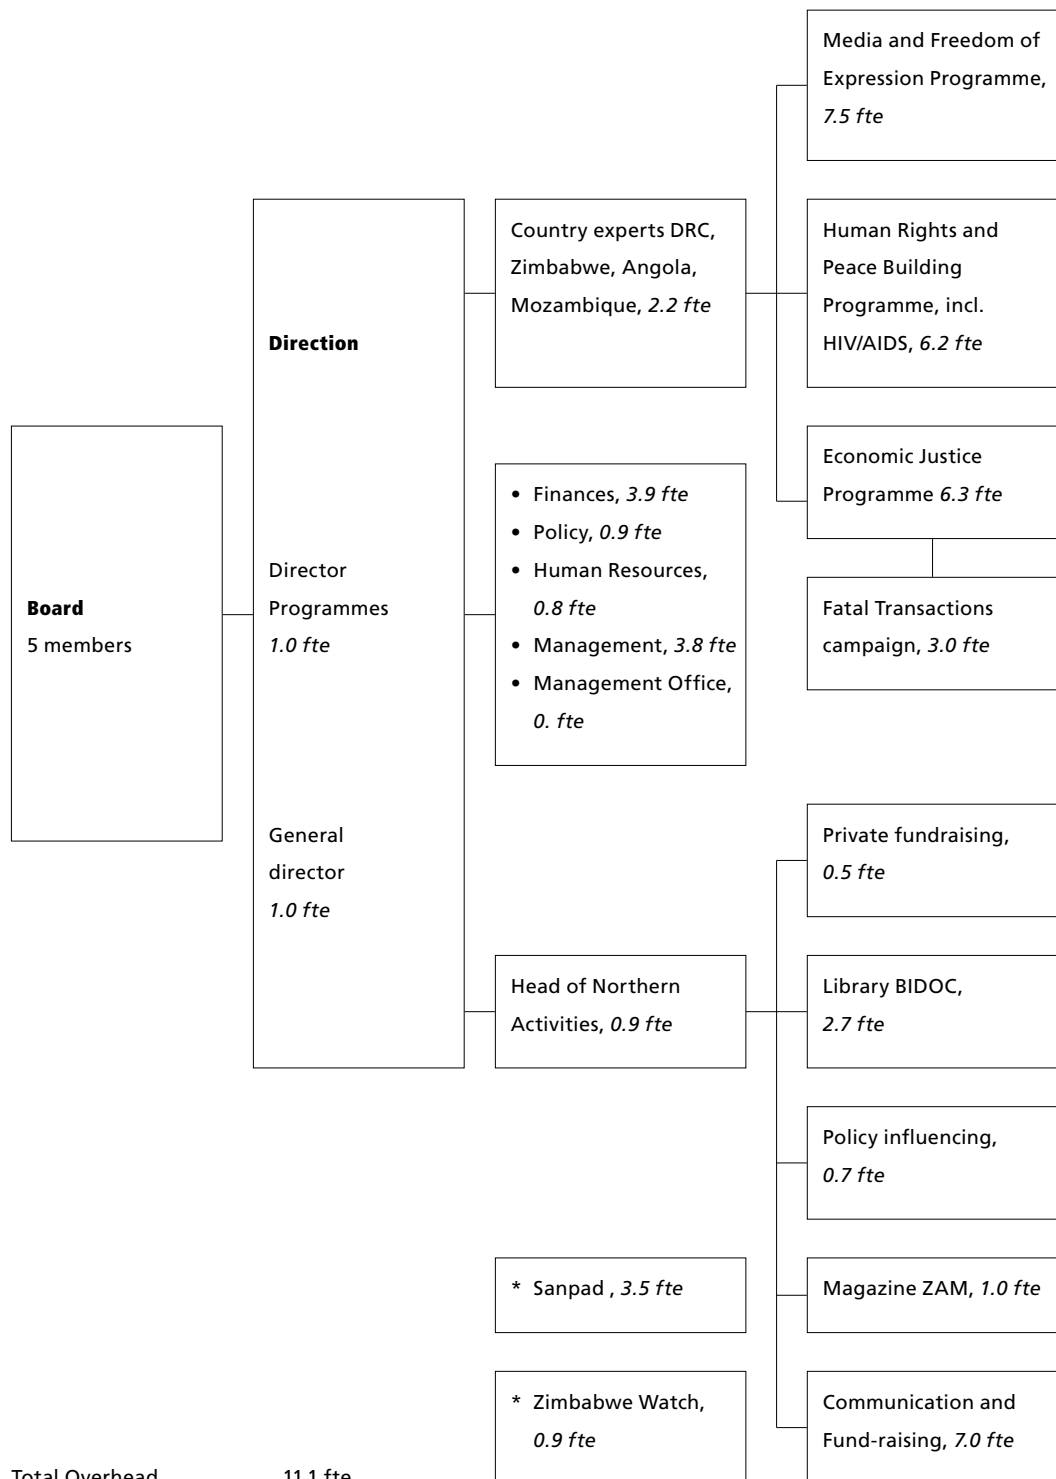 Board
5 members
Direction
Director
Programmes
1.0 fte
General
director
1.0 fte
Country experts DRC,
Zimbabwe, Angola,
Mozambique, 2.2 fte
• Finances, 3.9 fte
• Policy, 0.9 fte
• Human Resources,
0.8 fte
• Management, 3.8 fte
• Management Office,
0. fte
Head of Northern
Activities, 0.9 fte
* Sanpad , 3.5 fte
* Zimbabwe Watch,
0.9 fte
Media and Freedom of
Expression Programme,
7.5 fte
Human Rights and
Peace Building
Programme, incl.
HIV/AIDS, 6.2 fte
Economic Justice
Programme 6.3 fte
Fatal Transactions
campaign, 3.0 fte
Private fundraising,
0.5 fte
Library BIDOC,
2.7 fte
Policy influencing,
0.7 fte
Magazine ZAM, 1.0 fte
Communication and
Fund-raising, 7.0 fte
Total Overhead 11.1 fte